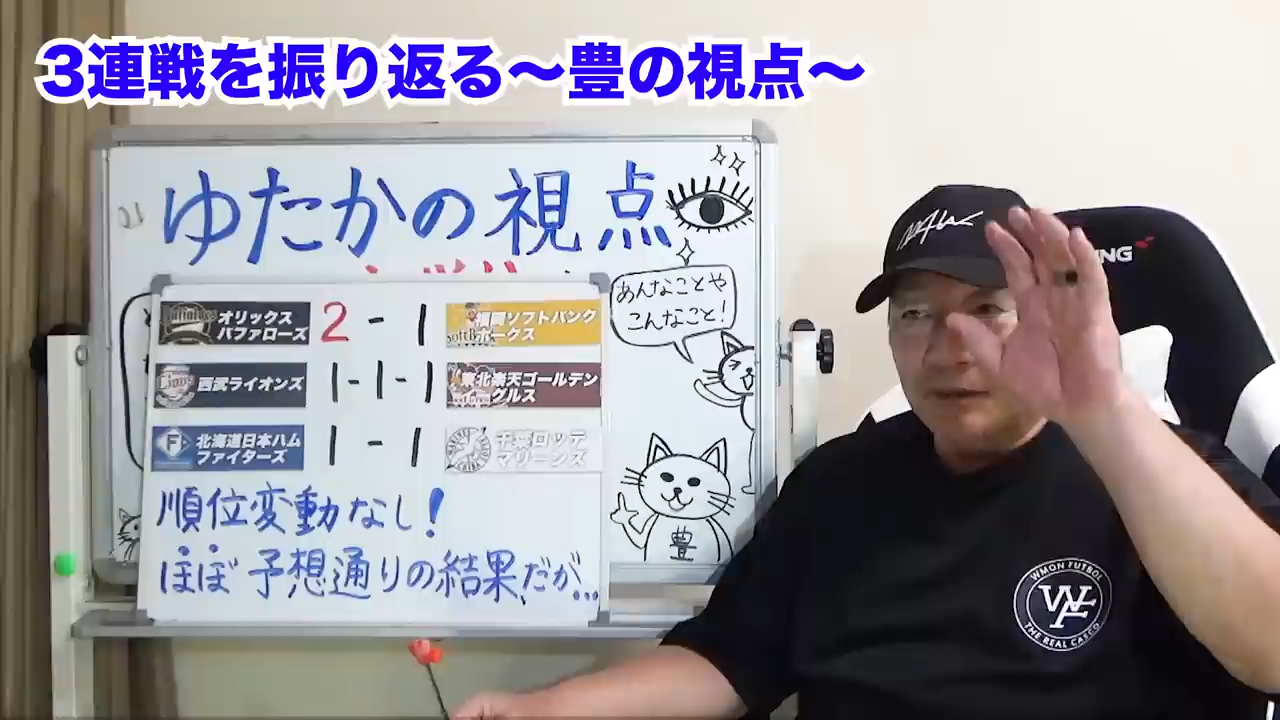 3連戦を振り返る〜豊の視点〜
ゆたかの視点
あんなことや
こんなこと!
オリックス
バファローズ
2 - 1
福岡ソフトバンク
ホークス
西武ライオンズ
1 - 1 - 1
東北楽天ゴールデン
グルス
F
北海道日本ハム
ファイターズ
1 - 1
千葉ロッテ
マリーンズ
順位変動なし!
ほぼ予想通りの結果だが...
豊
WMON FUTBOL
WF
THE REAL CASCO